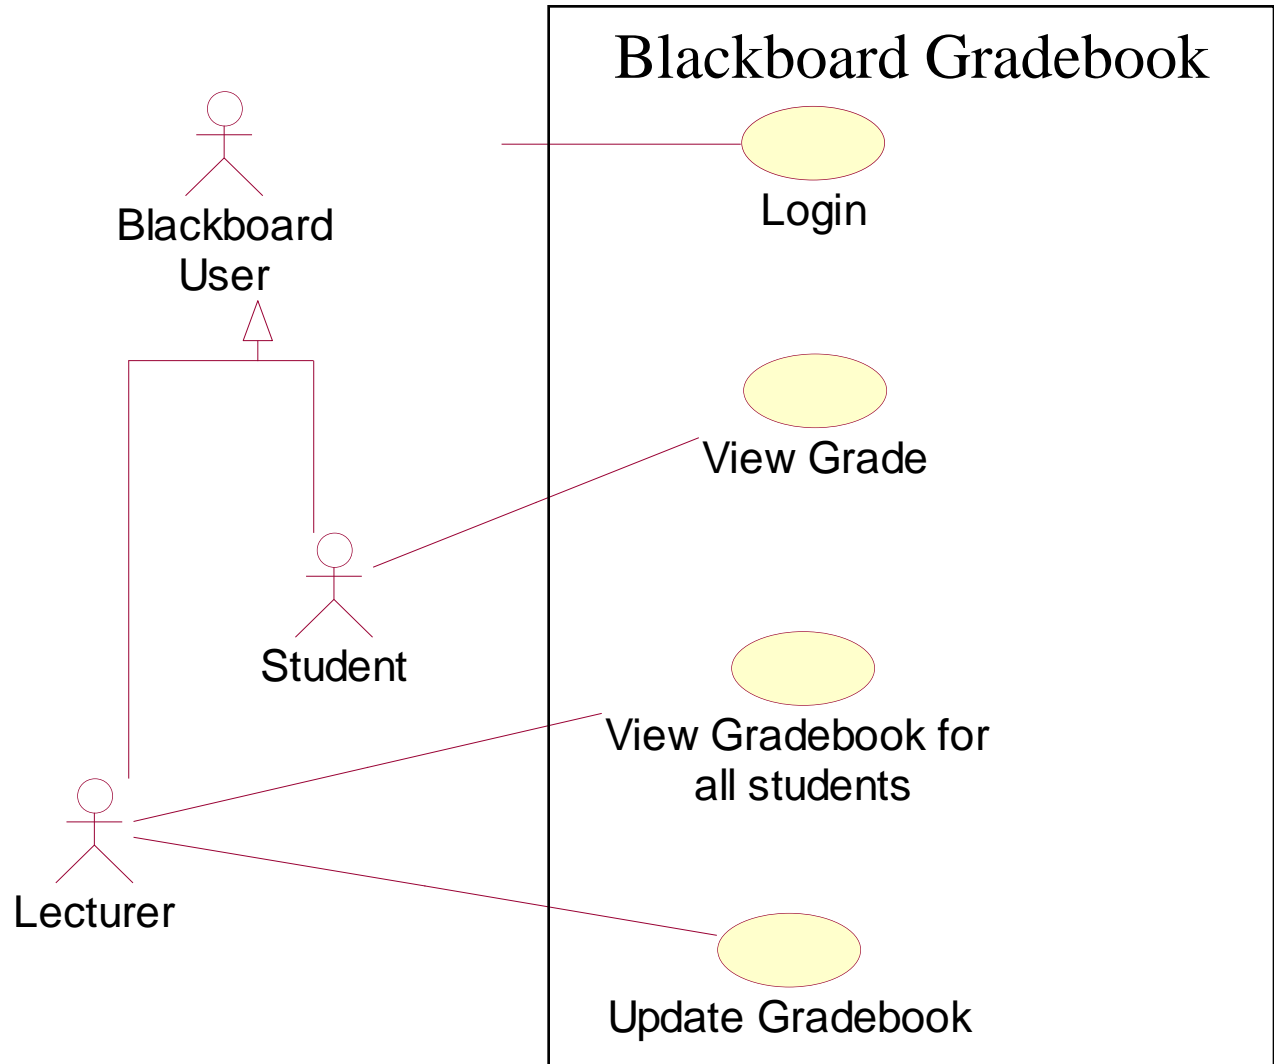 Blackboard Gradebook
Blackboard
User
Login
View Grade
Student
View Gradebook for
all students
Lecturer
Update Gradebook